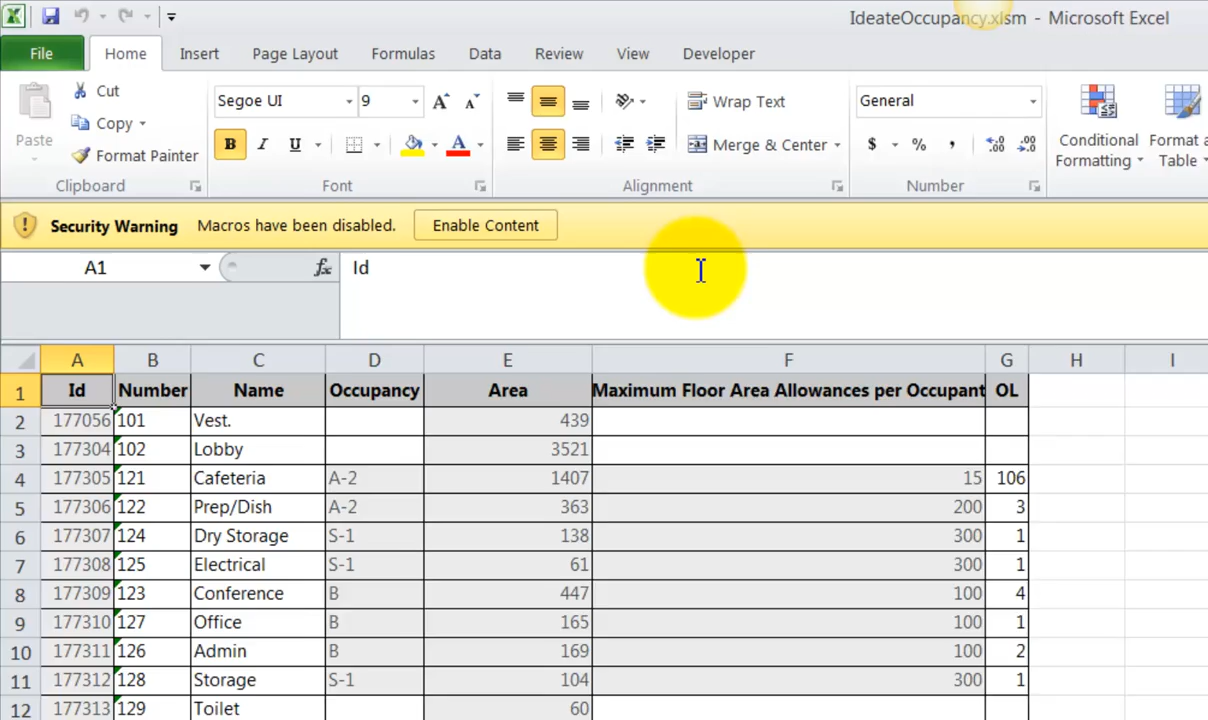 IdeateOccupancy.xlsm - Microsoft Excel
File Home Insert Page Layout Formulas Data Review View Developer
Paste Cut Copy Format Painter Clipboard
Segoe UI 9 A A B I U A Font
Wrap Text Merge & Center Alignment
General $ % , .00 .00 Number
Conditional Formatting Format a Table
Security Warning Macros have been disabled. Enable Content
A1 fx Id
A B C D E F G H I
1 Id Number Name Occupancy Area Maximum Floor Area Allowances per Occupant OL
2 177056 101 Vest. 439
3 177304 102 Lobby 3521
4 177305 121 Cafeteria A-2 1407 15 106
5 177306 122 Prep/Dish A-2 363 200 3
6 177307 124 Dry Storage S-1 138 300 1
7 177308 125 Electrical S-1 61 300 1
8 177309 123 Conference B 447 100 4
9 177310 127 Office B 165 100 1
10 177311 126 Admin B 169 100 2
11 177312 128 Storage S-1 104 300 1
12 177313 129 Toilet 60